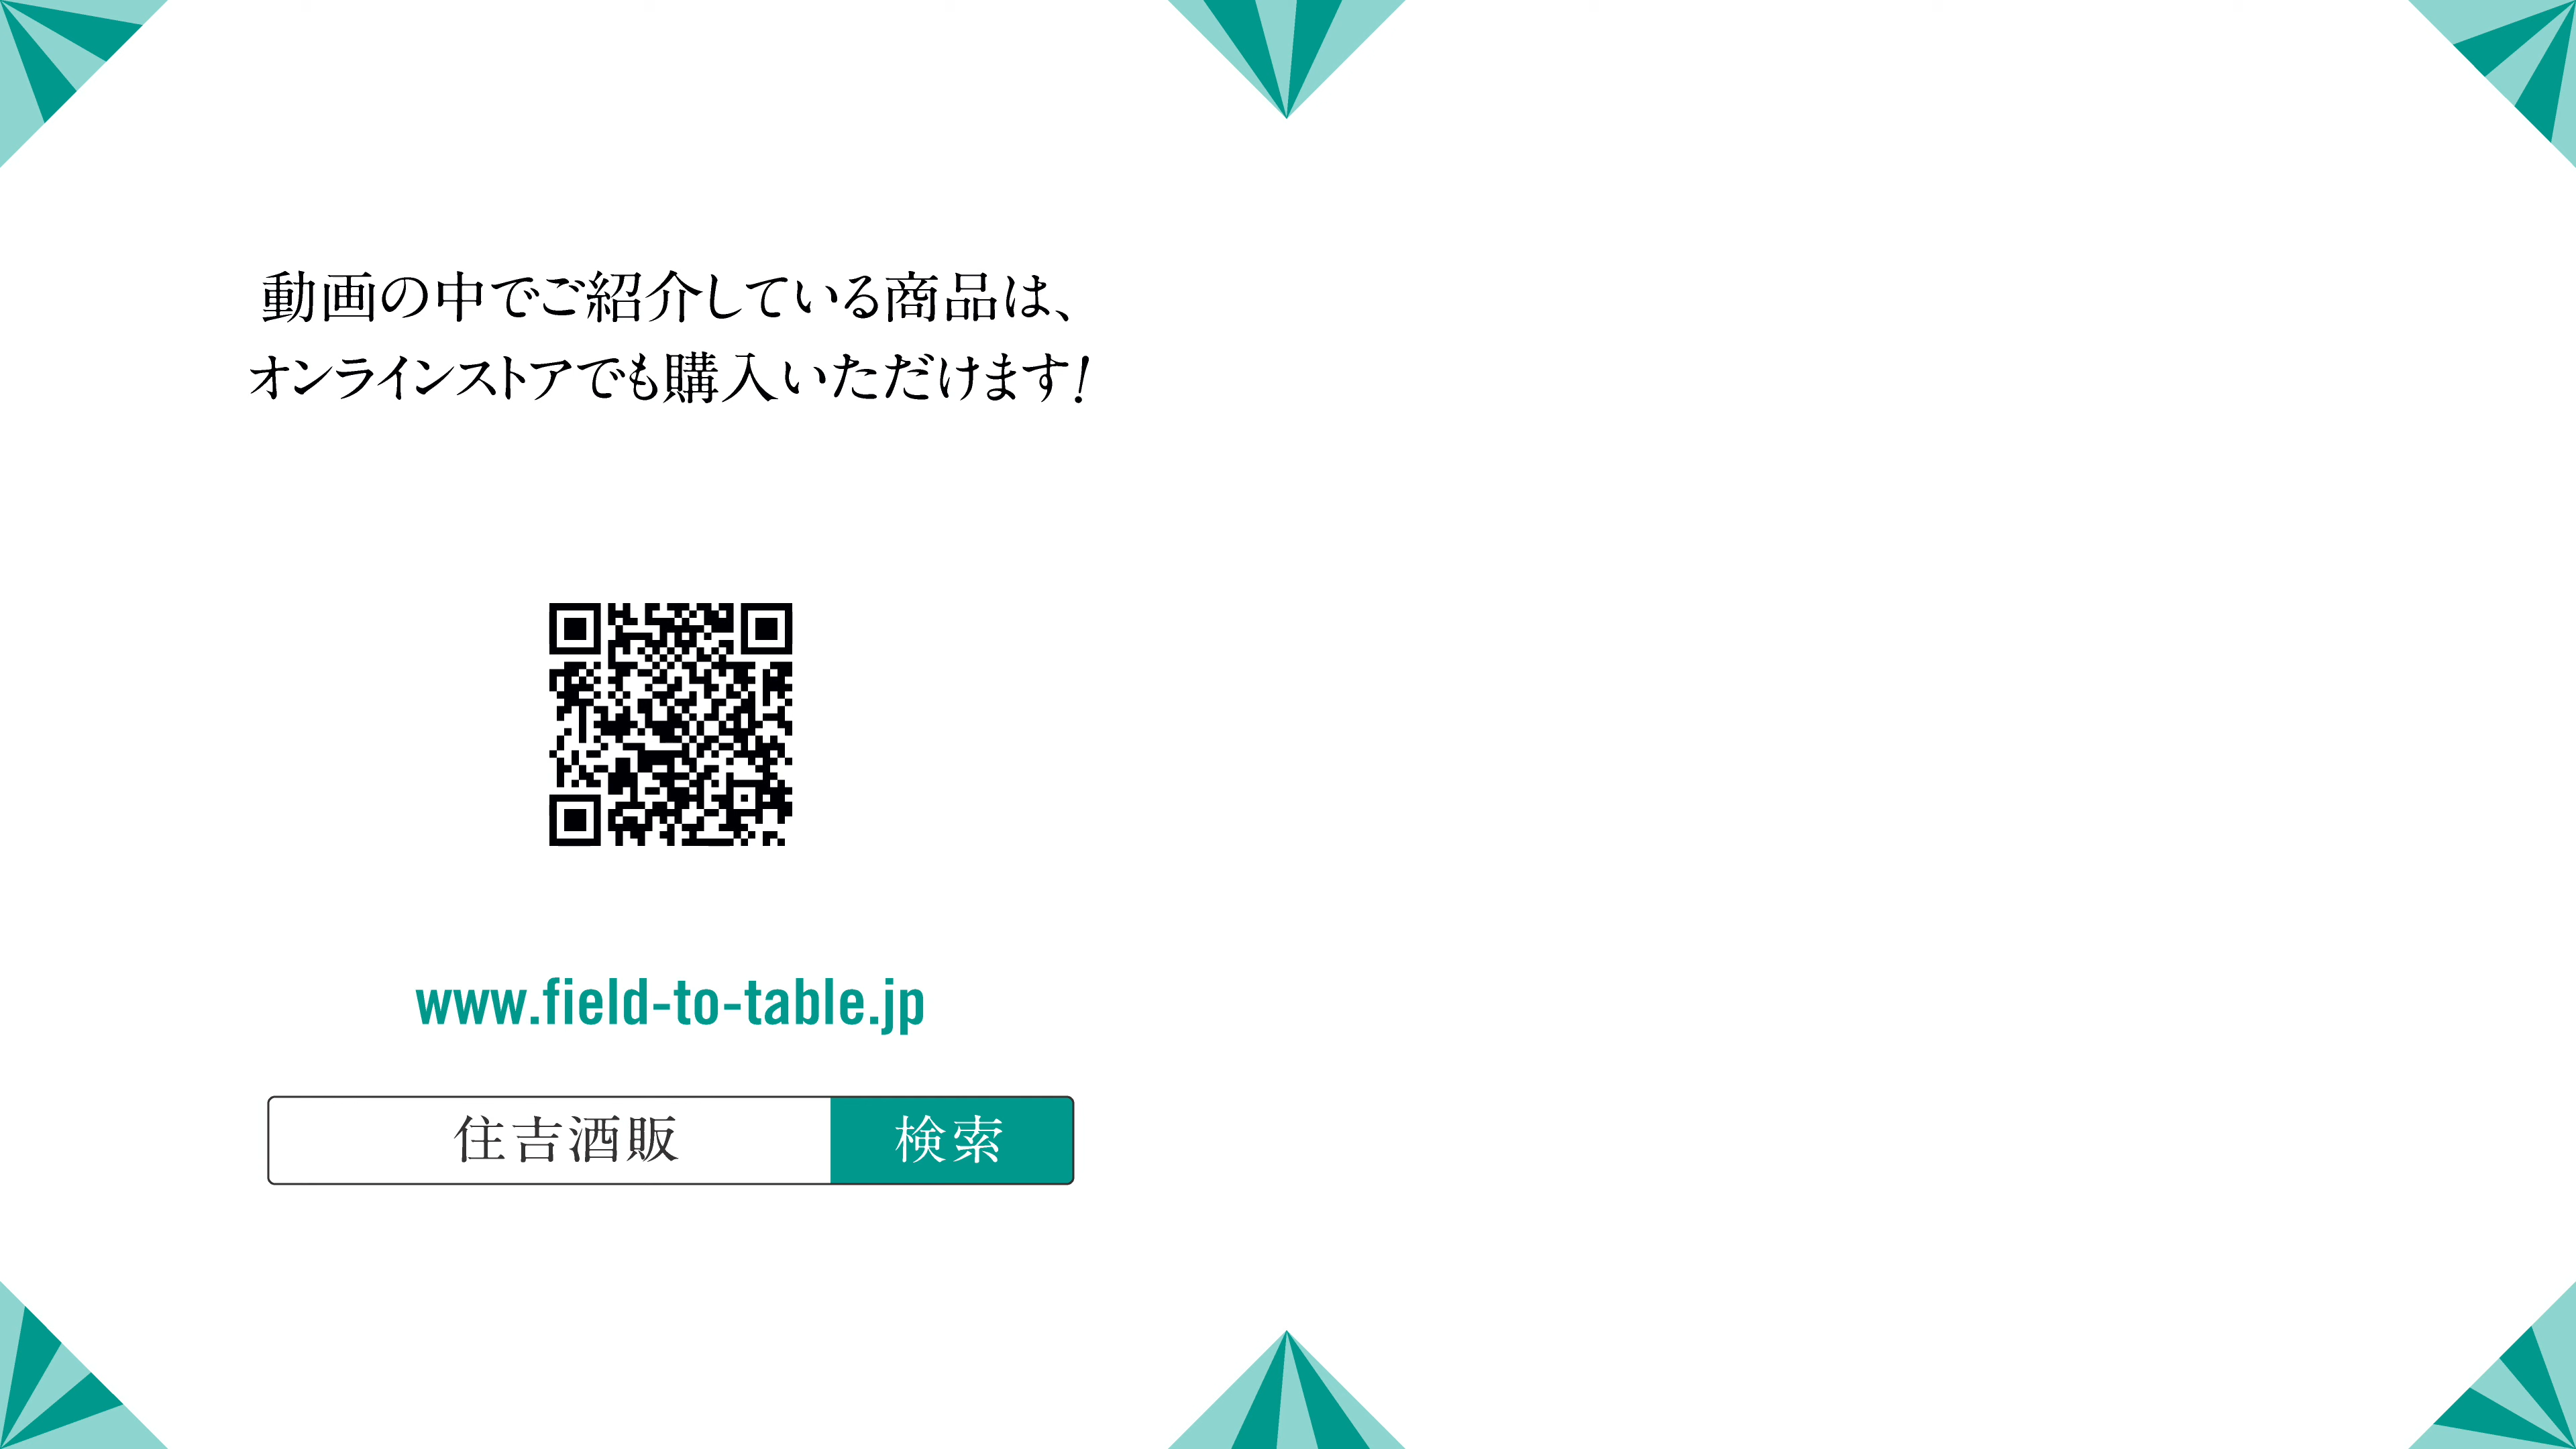 動画の中でご紹介している商品は、
オンラインストアでも購入いただけます！
www.field-to-table.jp
住吉酒販 検索